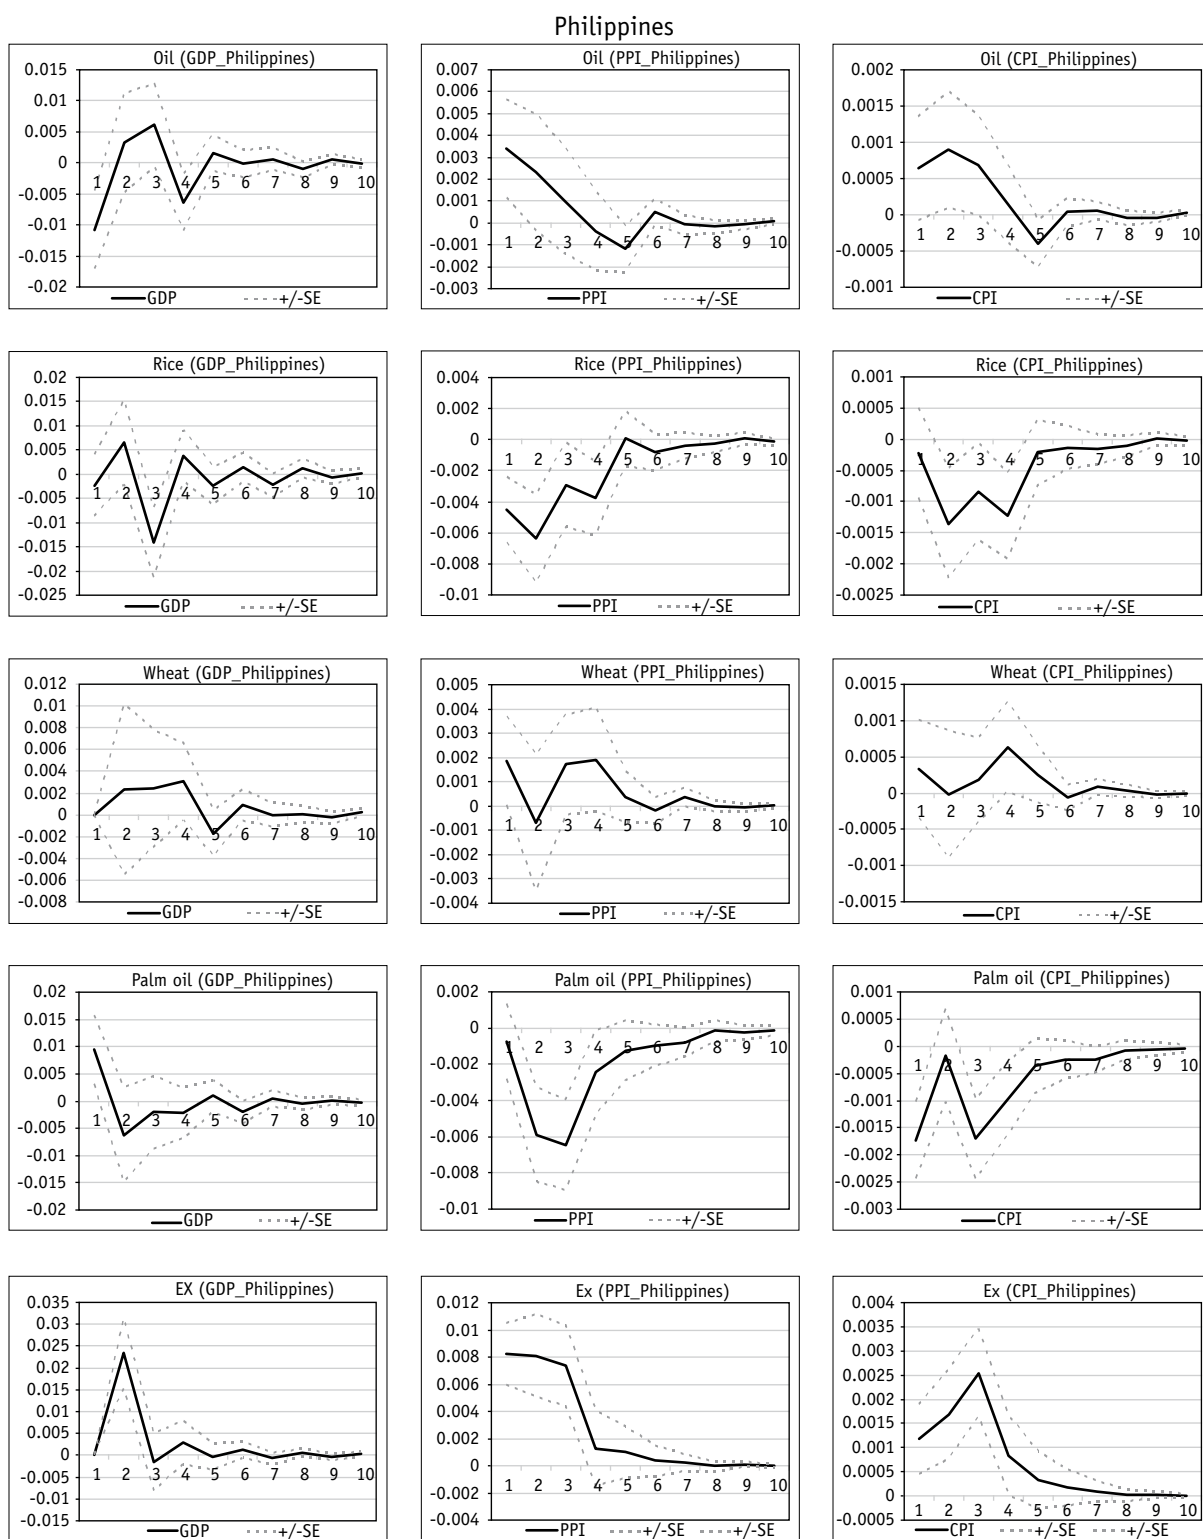 Philippines
Oil (GDP_Philippines)
0.015
0.01
0.005
0
-0.005
-0.01
-0.015
-0.02
1 2 3 4 5 6 7 8 9 10
GDP +/-SE
Oil (PPI_Philippines)
0.007
0.006
0.005
0.004
0.003
0.002
0.001
0
-0.001
-0.002
-0.003
1 2 3 4 5 6 7 8 9 10
PPI +/-SE
Oil (CPI_Philippines)
0.002
0.0015
0.001
0.0005
0
-0.0005
-0.001
1 2 3 4 5 6 7 8 9 10
CPI +/-SE
Rice (GDP_Philippines)
0.02
0.015
0.01
0.005
0
-0.005
-0.01
-0.015
-0.02
-0.025
1 2 3 4 5 6 7 8 9 10
GDP +/-SE
Rice (PPI_Philippines)
0.004
0.002
0
-0.002
-0.004
-0.006
-0.008
-0.01
1 2 3 4 5 6 7 8 9 10
PPI +/-SE
Rice (CPI_Philippines)
0.001
0.0005
0
-0.0005
-0.001
-0.0015
-0.002
-0.0025
1 2 3 4 5 6 7 8 9 10
CPI +/-SE
Wheat (GDP_Philippines)
0.012
0.01
0.008
0.006
0.004
0.002
0
-0.002
-0.004
-0.006
-0.008
1 2 3 4 5 6 7 8 9 10
GDP +/-SE
Wheat (PPI_Philippines)
0.005
0.004
0.003
0.002
0.001
0
-0.001
-0.002
-0.003
-0.004
1 2 3 4 5 6 7 8 9 10
PPI +/-SE
Wheat (CPI_Philippines)
0.0015
0.001
0.0005
0
-0.0005
-0.001
-0.0015
1 2 3 4 5 6 7 8 9 10
CPI +/-SE
Palm oil (GDP_Philippines)
0.02
0.015
0.01
0.005
0
-0.005
-0.01
-0.015
-0.02
1 2 3 4 5 6 7 8 9 10
GDP +/-SE
Palm oil (PPI_Philippines)
0.002
0
-0.002
-0.004
-0.006
-0.008
-0.01
1 2 3 4 5 6 7 8 9 10
PPI +/-SE
Palm oil (CPI_Philippines)
0.001
0.0005
0
-0.0005
-0.001
-0.0015
-0.002
-0.0025
-0.003
1 2 3 4 5 6 7 8 9 10
CPI +/-SE
EX (GDP_Philippines)
0.035
0.03
0.025
0.02
0.015
0.01
0.005
0
-0.005
-0.01
-0.015
1 2 3 4 5 6 7 8 9 10
GDP +/-SE
Ex (PPI_Philippines)
0.012
0.01
0.008
0.006
0.004
0.002
0
-0.002
-0.004
1 2 3 4 5 6 7 8 9 10
PPI +/-SE +/-SE
Ex (CPI_Philippines)
0.004
0.0035
0.003
0.0025
0.002
0.0015
0.001
0.0005
0
-0.0005
1 2 3 4 5 6 7 8 9 10
CPI +/-SE +/-SE